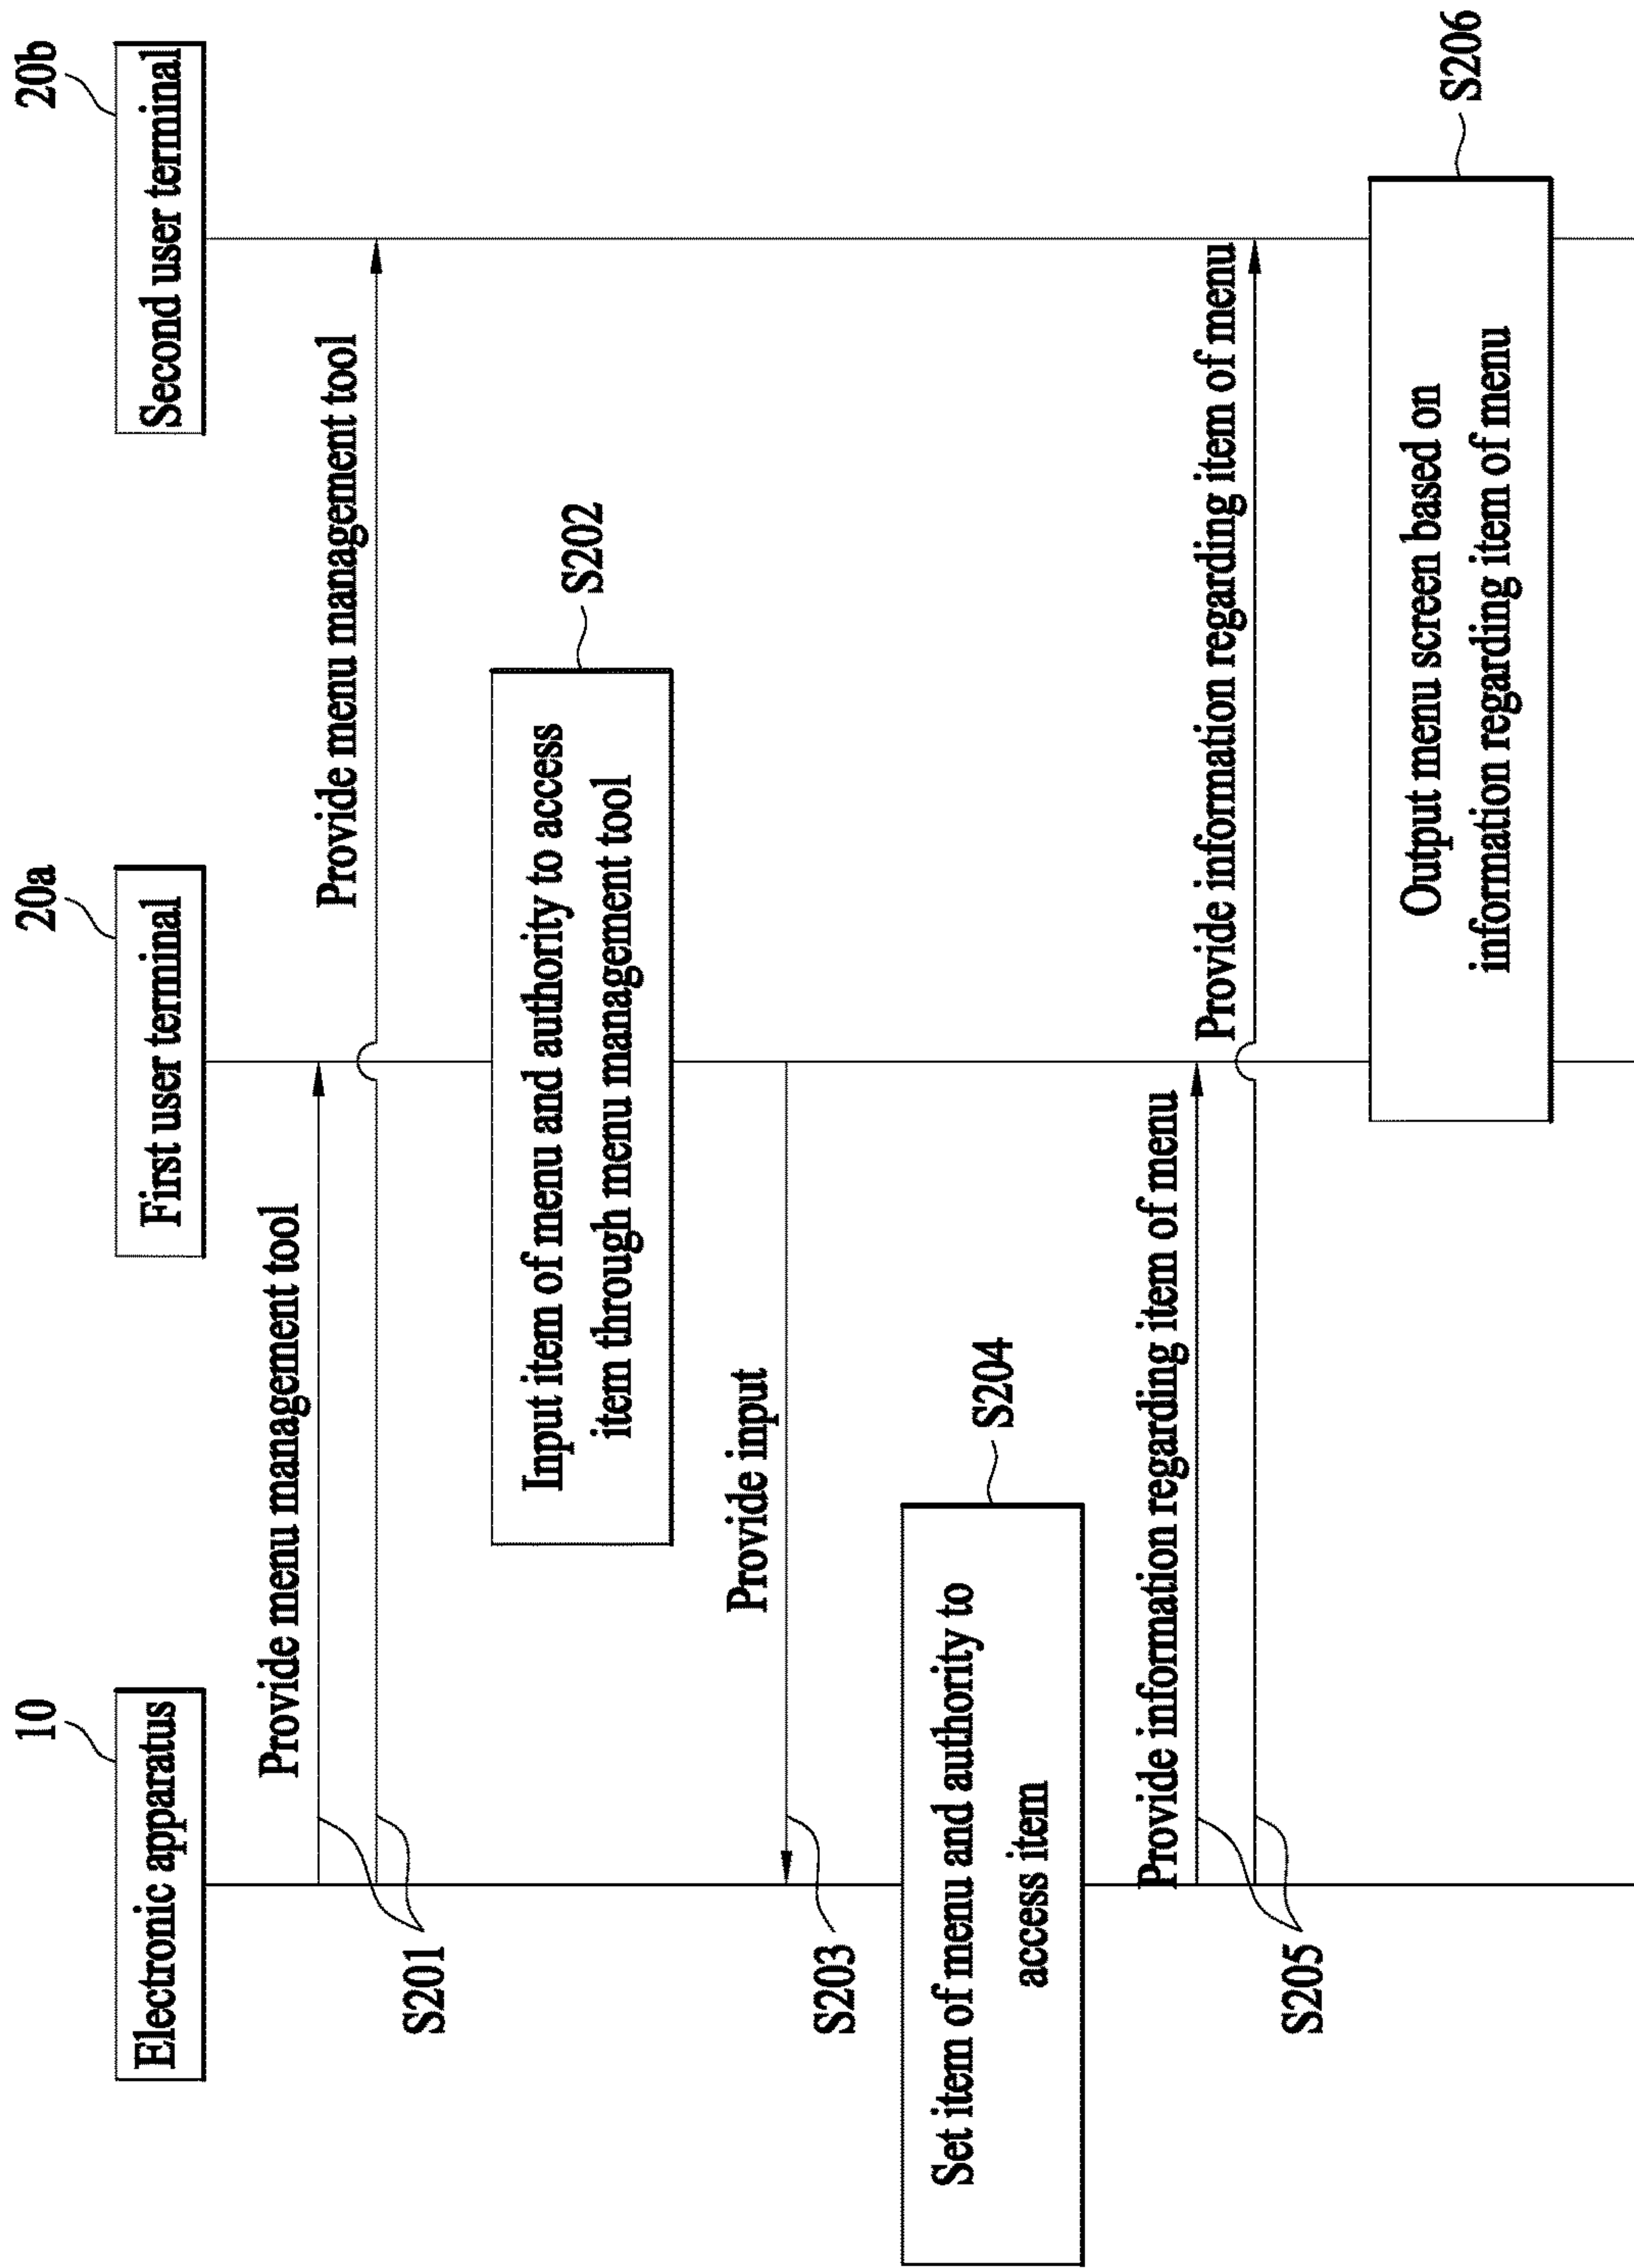 10
20a
20b
Electronic apparatus
First user terminal
Second user terminal
Provide menu management tool
Provide menu management tool
S201
Input item of menu and authority to access
item through menu management tool
S202
Provide input
S203
Set item of menu and authority to
access item
S204
Provide information regarding item of menu
Provide information regarding item of menu
S205
Output menu screen based on
information regarding item of menu
S206